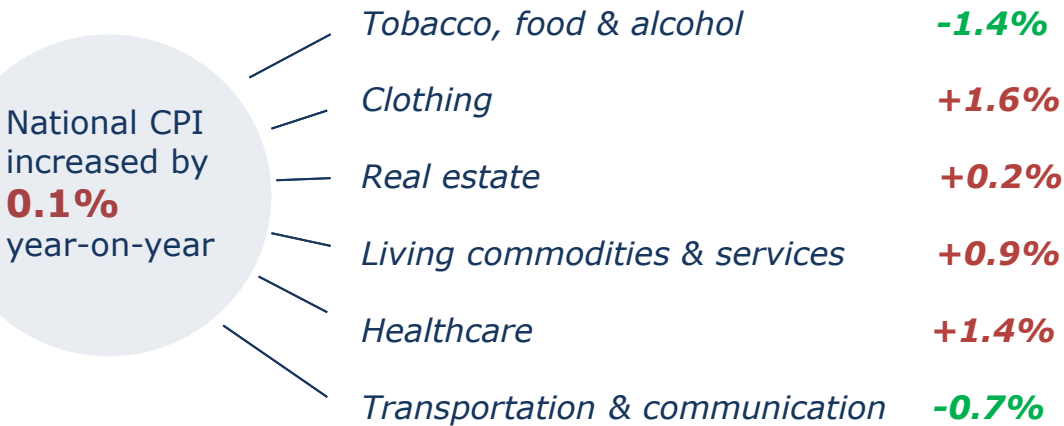 National CPI
increased by
0.1%
year-on-year
Tobacco, food & alcohol -1.4%
Clothing +1.6%
Real estate +0.2%
Living commodities & services +0.9%
Healthcare +1.4%
Transportation & communication -0.7%